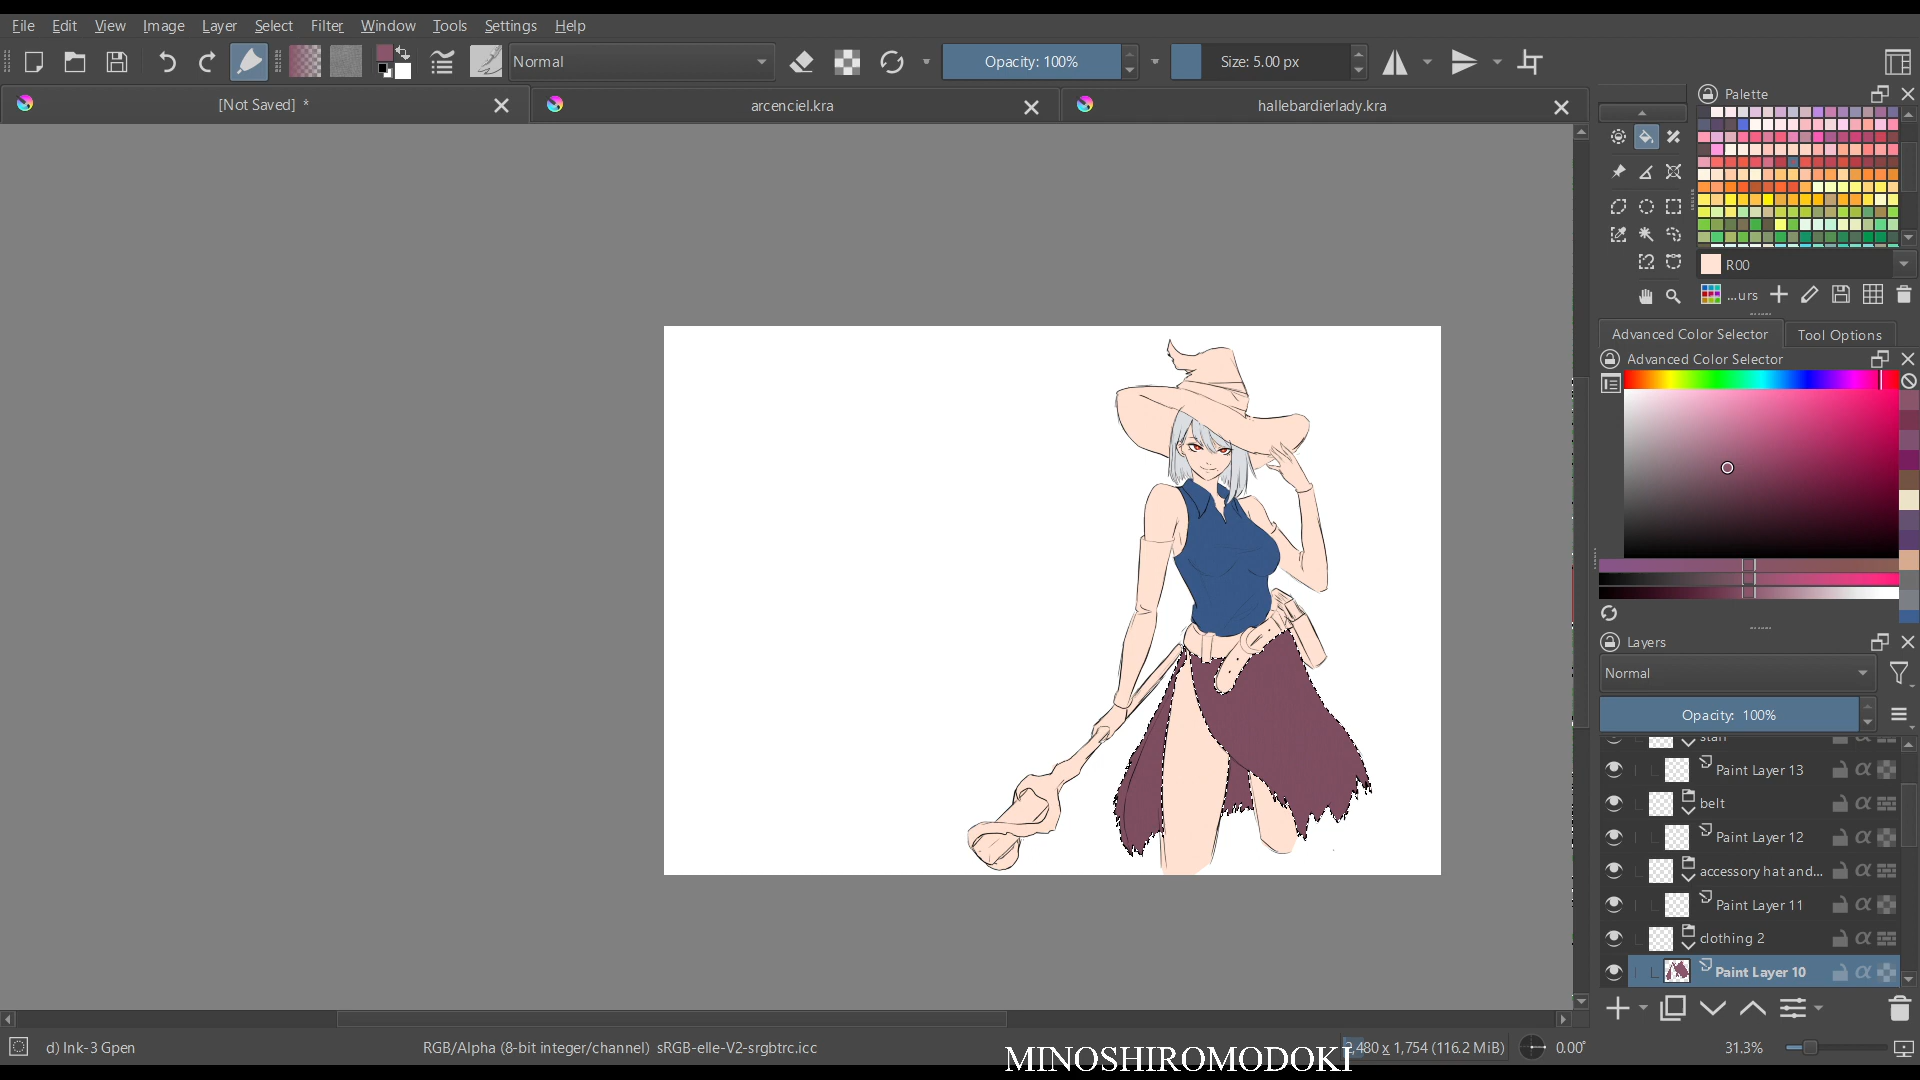 File Edit View Image Layer Select Filter Window Tools Settings Help
Normal
Opacity: 100%
Size: 5.00 px
[Not Saved] *
arcenciel.kra
hallebardierlady.kra
Palette
R00
...urs
Advanced Color Selector
Tool Options
Advanced Color Selector
Layers
Normal
Opacity: 100%
Paint Layer 13
belt
Paint Layer 12
accessory hat and...
Paint Layer 11
clothing 2
Paint Layer 10
d) Ink-3 Gpen
RGB/Alpha (8-bit integer/channel) sRGB-elle-V2-srgbtrc.icc
2,480 x 1,754 (116.2 MiB)
0.00°
31.3%
MINOSHIROMODOKI